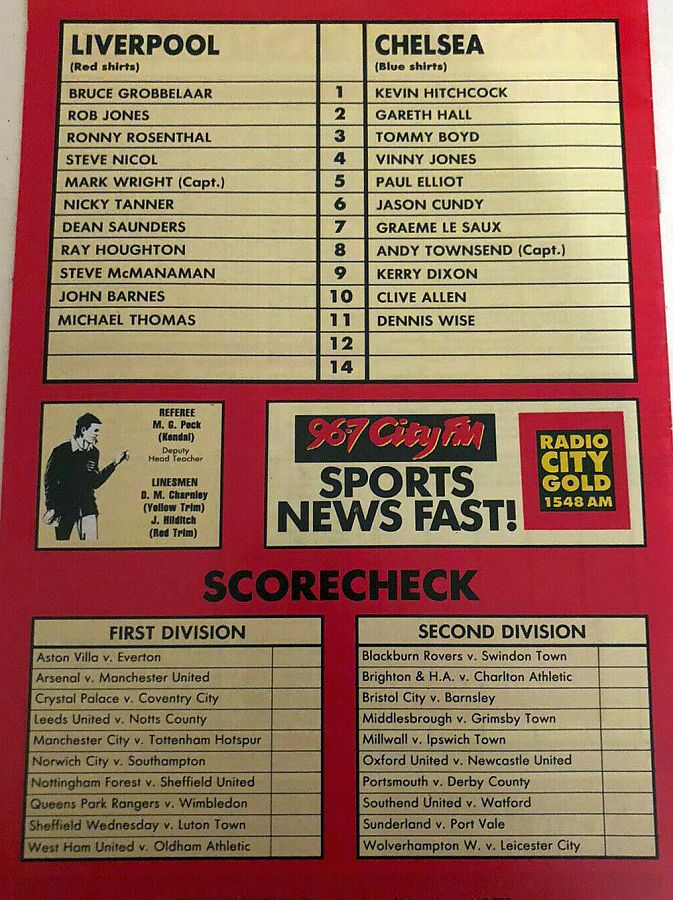 LIVERPOOL
(Red shirts)
CHELSEA
(Blue shirts)
BRUCE GROBBELAAR 1 KEVIN HITCHCOCK
ROB JONES 2 GARETH HALL
RONNY ROSENTHAL 3 TOMMY BOYD
STEVE NICOL 4 VINNY JONES
MARK WRIGHT (Capt.) 5 PAUL ELLIOT
NICKY TANNER 6 JASON CUNDY
DEAN SAUNDERS 7 GRAEME LE SAUX
RAY HOUGHTON 8 ANDY TOWNSEND (Capt.)
STEVE McMANAMAN 9 KERRY DIXON
JOHN BARNES 10 CLIVE ALLEN
MICHAEL THOMAS 11 DENNIS WISE
12
14
REFEREE
M. G. Peck
(Kendal)
Deputy
Head Teacher
LINESMEN
D. M. Charnley
(Yellow Trim)
J. Hilditch
(Red Trim)
967 City FM
SPORTS
NEWS FAST!
RADIO
CITY
GOLD
1548 AM
SCORECHECK
FIRST DIVISION
Aston Villa v. Everton
Arsenal v. Manchester United
Crystal Palace v. Coventry City
Leeds United v. Notts County
Manchester City v. Tottenham Hotspur
Norwich City v. Southampton
Nottingham Forest v. Sheffield United
Queens Park Rangers v. Wimbledon
Sheffield Wednesday v. Luton Town
West Ham United v. Oldham Athletic
SECOND DIVISION
Blackburn Rovers v. Swindon Town
Brighton & H.A. v. Charlton Athletic
Bristol City v. Barnsley
Middlesbrough v. Grimsby Town
Millwall v. Ipswich Town
Oxford United v. Newcastle United
Portsmouth v. Derby County
Southend United v. Watford
Sunderland v. Port Vale
Wolverhampton W. v. Leicester City